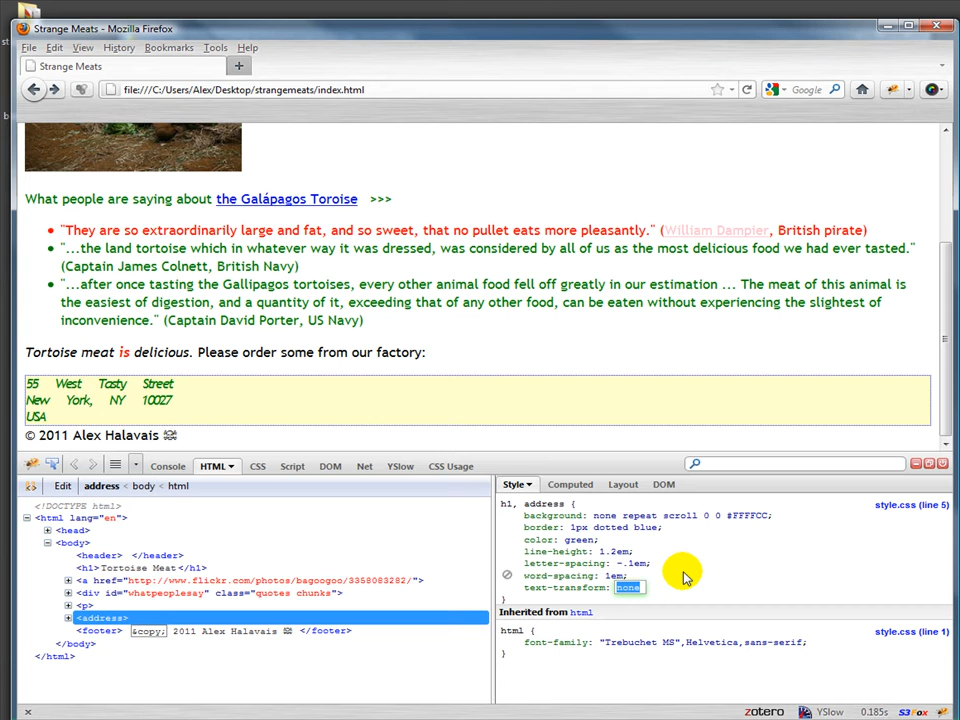 Strange Meats - Mozilla Firefox
File Edit View History Bookmarks Tools Help
Strange Meats
file:///C:/Users/Alex/Desktop/strangemeats/index.html
Google
What people are saying about the Galápagos Toroise >>>
• "They are so extraordinarily large and fat, and so sweet, that no pullet eats more pleasantly." (William Dampier, British pirate)
• "...the land tortoise which in whatever way it was dressed, was considered by all of us as the most delicious food we had ever tasted."
(Captain James Colnett, British Navy)
• "...after once tasting the Gallipagos tortoises, every other animal food fell off greatly in our estimation ... The meat of this animal is
the easiest of digestion, and a quantity of it, exceeding that of any other food, can be eaten without experiencing the slightest of
inconvenience." (Captain David Porter, US Navy)
Tortoise meat is delicious. Please order some from our factory:
55 West Tasty Street
New York, NY 10027
USA
© 2011 Alex Halavais
Console HTML CSS Script DOM Net YSlow CSS Usage
Edit address < body < html
<!DOCTYPE html>
<html lang="en">
<head>
<body>
<header> </header>
<h1>Tortoise Meat</h1>
<a href="http://www.flickr.com/photos/bagoogoo/3358083282/">
<div id="whatpeoplesay" class="quotes chunks">
<p>
<address>
<footer> &copy; 2011 Alex Halavais </footer>
</body>
</html>
Style Computed Layout DOM
h1, address { style.css (line 5)
background: none repeat scroll 0 0 #FFFFCC;
border: 1px dotted blue;
color: green;
line-height: 1.2em;
letter-spacing: -.1em;
word-spacing: 1em;
text-transform: none
}
Inherited from html
html { style.css (line 1)
font-family: "Trebuchet MS",Helvetica,sans-serif;
}
zotero YSlow 0.185s S3Fox